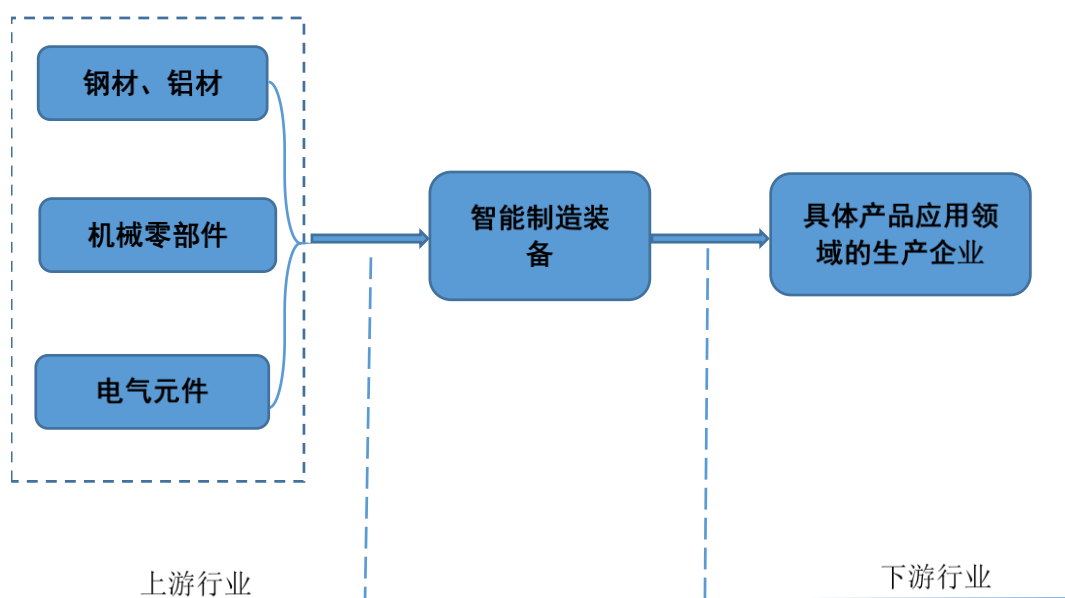 钢材、铝材
机械零部件
电气元件
智能制造装
备
具体产品应用领
域的生产企业
上游行业
下游行业